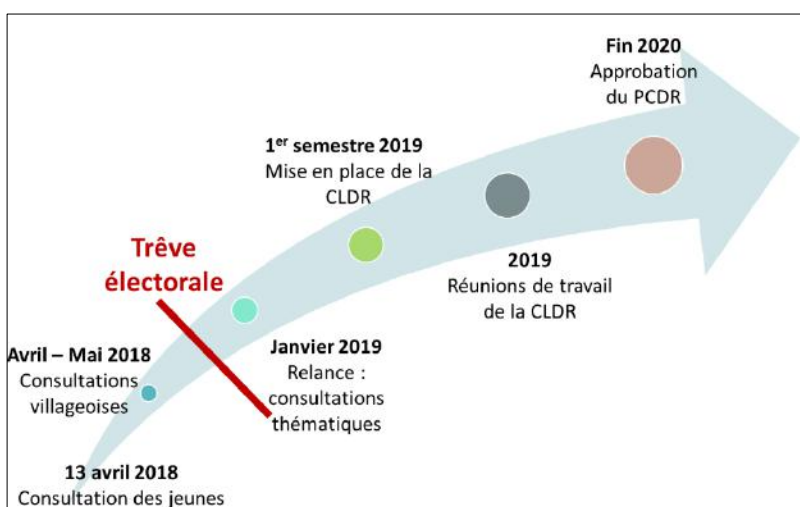 13 avril 2018
Consultation des jeunes
Avril – Mai 2018
Consultations
villageoises
Trêve
électorale
Janvier 2019
Relance :
consultations
thématiques
1er semestre 2019
Mise en place de la
CLDR
2019
Réunions de travail
de la CLDR
Fin 2020
Approbation
du PCDR